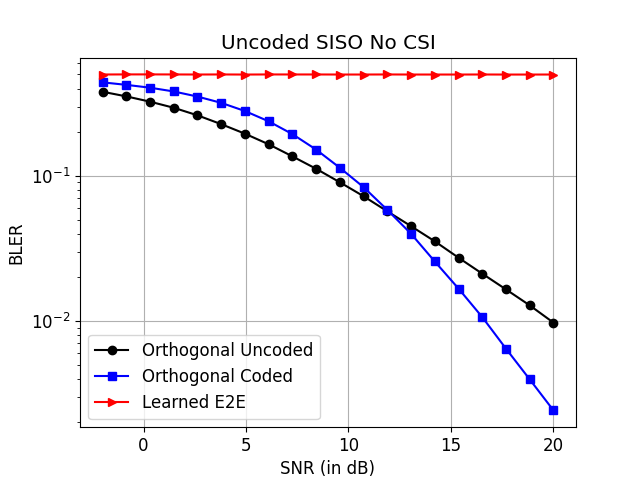 Uncoded SISO No CSI
BLER
10⁻¹
10⁻²
Orthogonal Uncoded
Orthogonal Coded
Learned E2E
0 5 10 15 20
SNR (in dB)